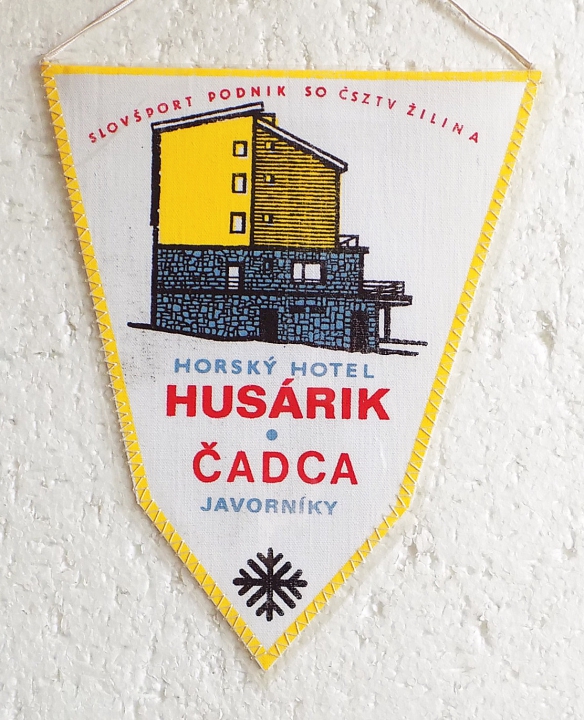 SLOVŠPORT PODNIK SO ČSZTV ŽILINA
HORSKÝ HOTEL
HUSÁRIK
•
ČADCA
JAVORNÍKY